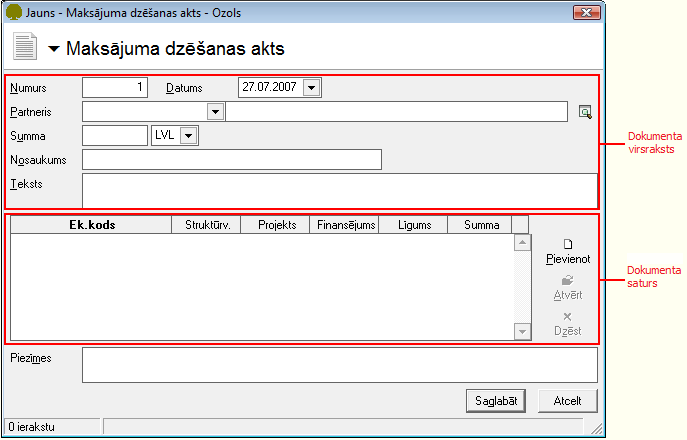 Jauns - Maksājuma dzēšanas akts - Ozols
Maksājuma dzēšanas akts
Numurs 1 Datums 27.07.2007
Partneris
Summa LVL
Nosaukums
Teksts
Dokumenta
virsraksts
Ek.kods Struktūrv. Projekts Finansējums Līgums Summa
Pievienot
Atvērt
Dzēst
Dokumenta
saturs
Piezīmes
Saglabāt Atcelt
0 ierakstu